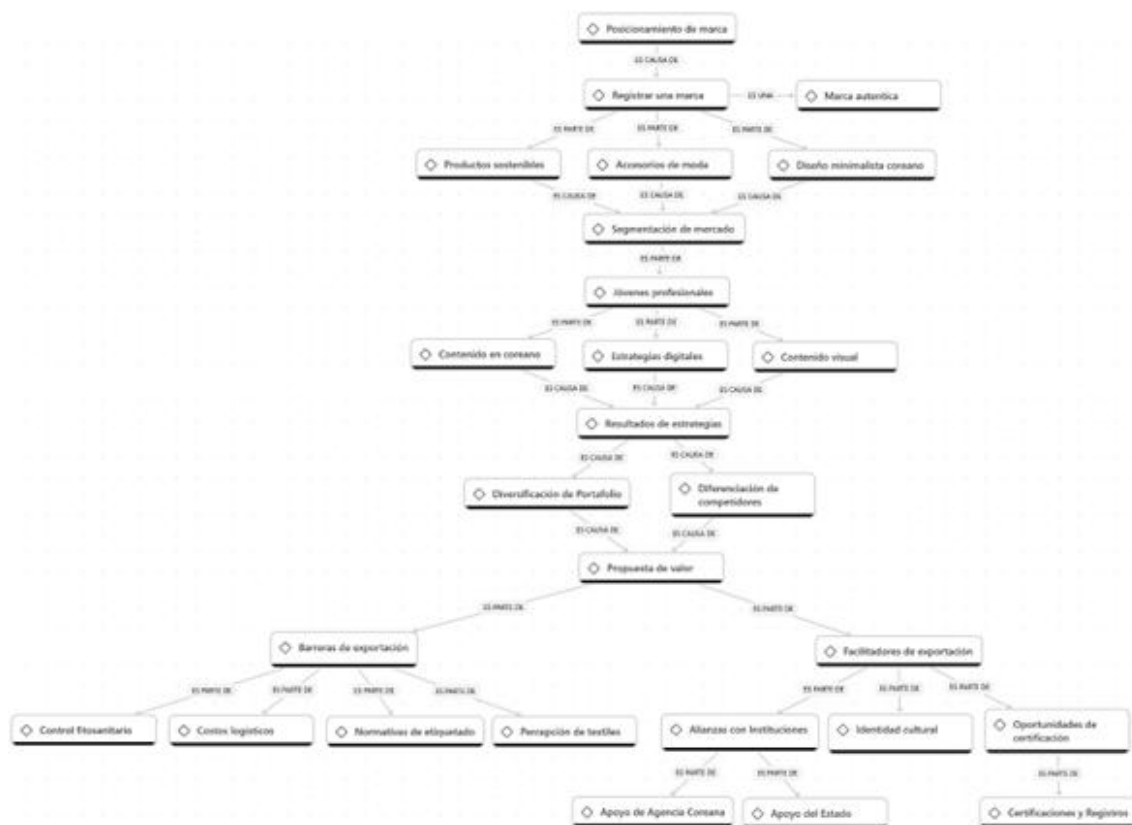 Posicionamiento de marca
ES CAUSA DE
Registrar una marca
ES UNA
Marca autentica
ES PARTE DE
ES PARTE DE
ES PARTE DE
Productos sostenibles
Accesorios de moda
Diseño minimalista coreano
ES CAUSA DE
ES CAUSA DE
ES CAUSA DE
Segmentación de mercado
ES PARTE DE
Jóvenes profesionales
ES PARTE DE
ES PARTE DE
ES PARTE DE
Contenido en coreano
Estrategias digitales
Contenido visual
ES CAUSA DE
ES CAUSA DE
ES CAUSA DE
Resultados de estrategias
ES CAUSA DE
ES CAUSA DE
Diversificación de Portafolio
Diferenciación de
competidores
ES CAUSA DE
ES CAUSA DE
Propuesta de valor
ES PARTE DE
ES PARTE DE
Barreras de exportación
Facilitadores de exportación
ES PARTE DE
ES PARTE DE
ES PARTE DE
ES PARTE DE
ES PARTE DE
ES PARTE DE
ES PARTE DE
Control fitosanitario
Costos logísticos
Normativas de etiquetado
Percepción de textiles
Alianzas con Instituciones
Identidad cultural
Oportunidades de
certificación
ES PARTE DE
ES PARTE DE
ES PARTE DE
Apoyo de Agencia Coreana
Apoyo del Estado
Certificaciones y Registros